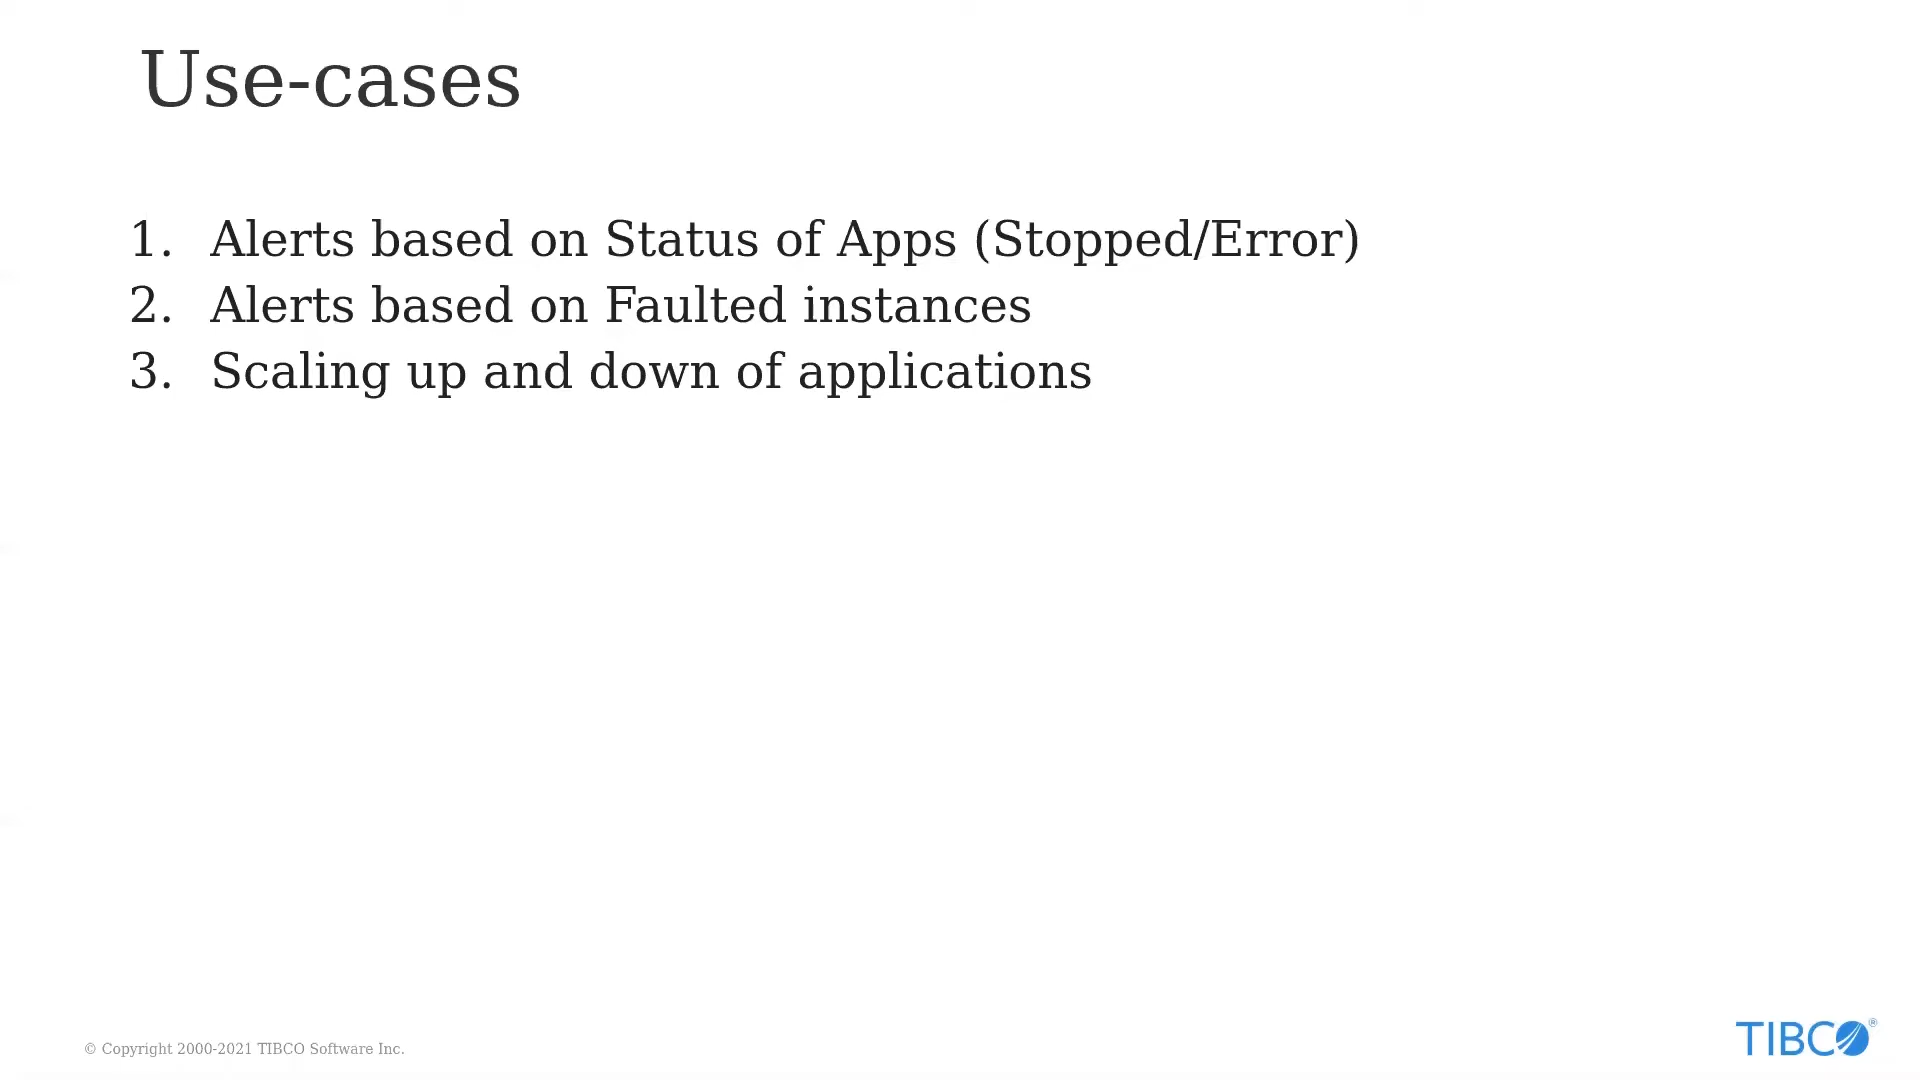 Use-cases
1. Alerts based on Status of Apps (Stopped/Error)
2. Alerts based on Faulted instances
3. Scaling up and down of applications
© Copyright 2000-2021 TIBCO Software Inc.
TIBCO®